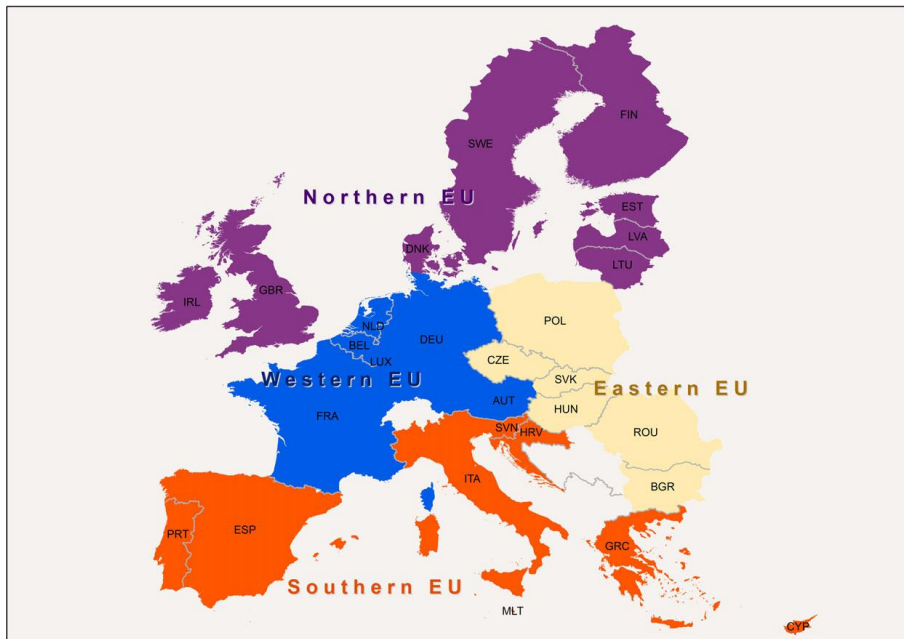 FIN
SWE
Northern EU
EST
LVA
DNK
LTU
IRL
GBR
NLD
POL
DEU
BEL
CZE
LUX
Western EU
SVK
Eastern EU
AUT
HUN
FRA
SVN
HRV
ROU
ITA
BGR
PRT
ESP
GRC
Southern EU
MLT
CYP